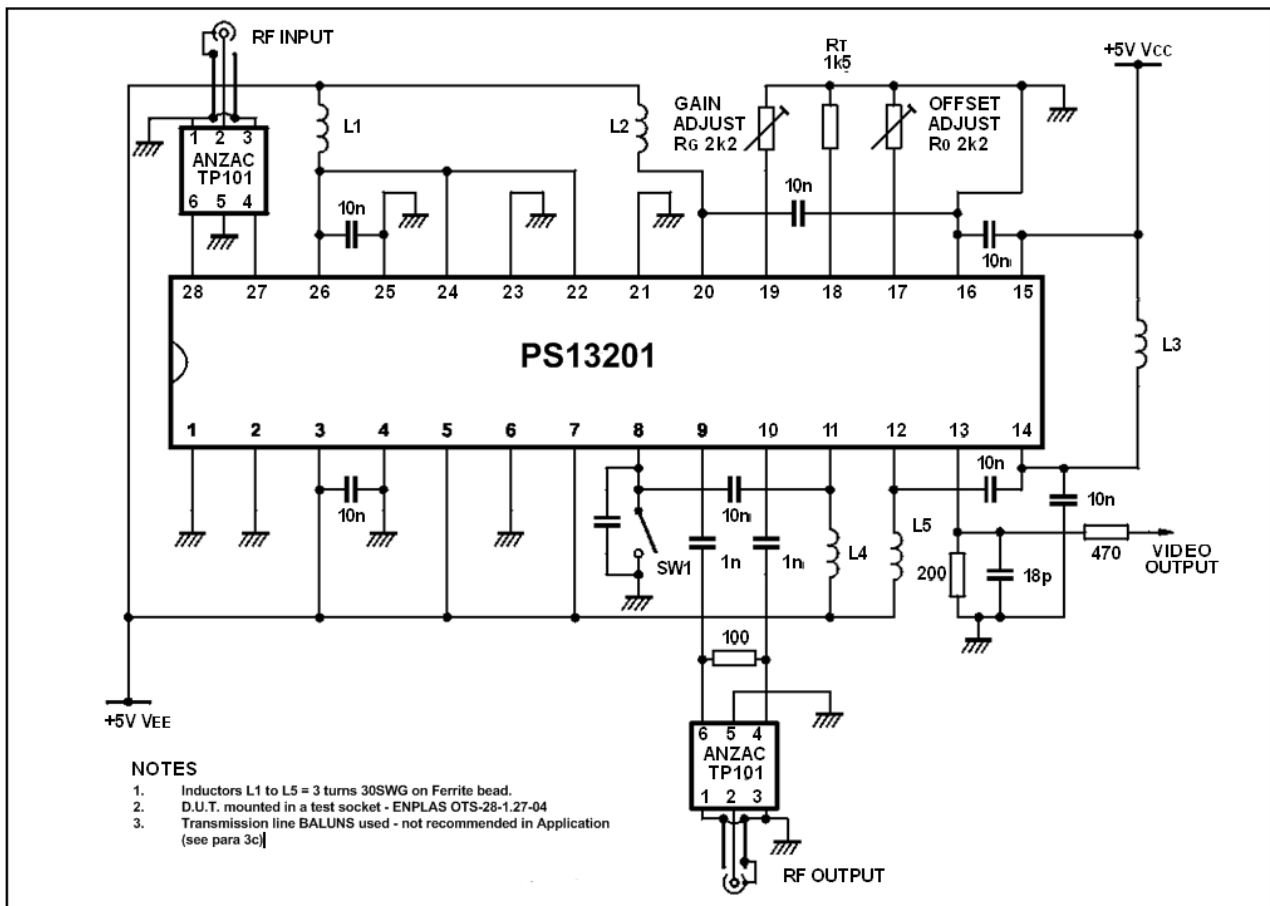 RF INPUT
RT
1k5
+5V VCC
GAIN
ADJUST
RG 2k2
OFFSET
ADJUST
RO 2k2
L1
L2
1 2 3
ANZAC
TP101
6 5 4
10n
10n
10n
28 27 26 25 24 23 22 21 20 19 18 17 16 15
PS13201
L3
1 2 3 4 5 6 7 8 9 10 11 12 13 14
10n
10n
10n
10n
SW1
1n
1n
L4
L5
200
18p
470
VIDEO
OUTPUT
100
+5V VEE
6 5 4
ANZAC
TP101
1 2 3
RF OUTPUT
NOTES
1. Inductors L1 to L5 = 3 turns 30SWG on Ferrite bead.
2. D.U.T. mounted in a test socket - ENPLAS OTS-28-1.27-04
3. Transmission line BALUNS used - not recommended in Application
(see para 3c)